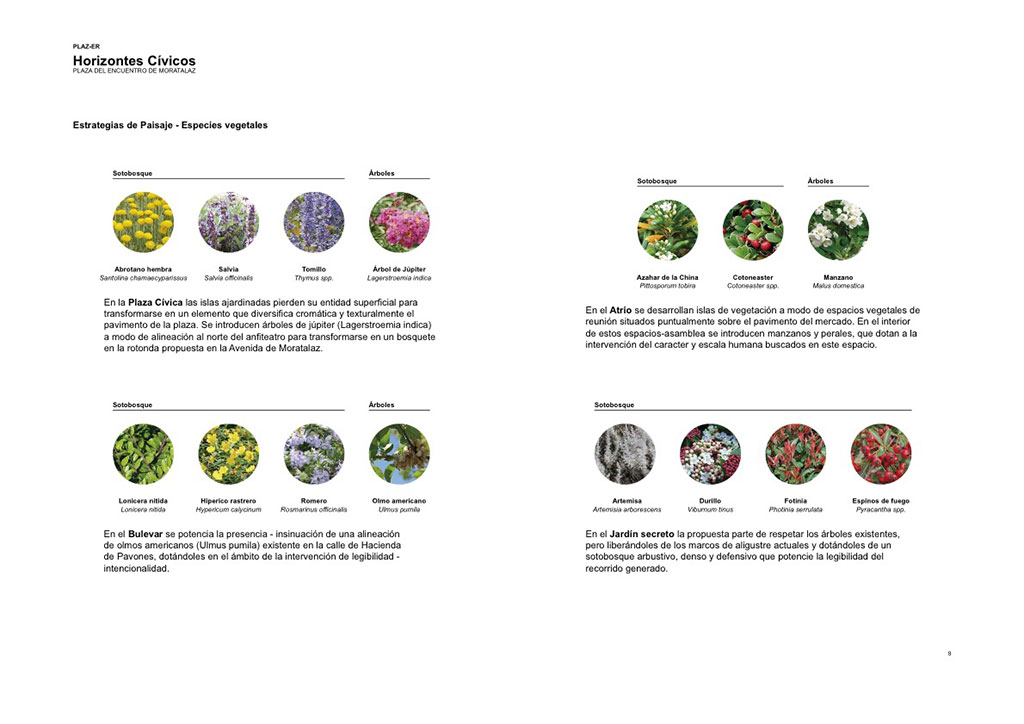 PLAZ-ER
Horizontes Cívicos
PLAZA DEL ENCUENTRO DE MORATALAZ
Estrategias de Paisaje - Especies vegetales
Sotobosque
Árboles
Abrotano hembra
Santolina chamaecyparissus
Salvia
Salvia officinalis
Tomillo
Thymus spp.
Árbol de Júpiter
Lagerstroemia indica
En la Plaza Cívica las islas ajardinadas pierden su entidad superficial para
transformarse en un elemento que diversifica cromática y texturalmente el
pavimento de la plaza. Se introducen árboles de júpiter (Lagerstroemia indica)
a modo de alineación al norte del anfiteatro para transformarse en un bosquete
en la rotonda propuesta en la Avenida de Moratalaz.
Sotobosque
Árboles
Azahar de la China
Pittosporum tobira
Cotoneaster
Cotoneaster spp.
Manzano
Malus domestica
En el Atrio se desarrollan islas de vegetación a modo de espacios vegetales de
reunión situados puntualmente sobre el pavimento del mercado. En el interior
de estos espacios-asamblea se introducen manzanos y perales, que dotan a la
intervención del caracter y escala humana buscados en este espacio.
Sotobosque
Árboles
Lonicera nitida
Lonicera nitida
Hiperico rastrero
Hypericum calycinum
Romero
Rosmarinus officinalis
Olmo americano
Ulmus pumila
En el Bulevar se potencia la presencia - insinuación de una alineación
de olmos americanos (Ulmus pumila) existente en la calle de Hacienda
de Pavones, dotándoles en el ámbito de la intervención de legibilidad -
intencionalidad.
Sotobosque
Artemisa
Artemisia arborescens
Durillo
Viburnum tinus
Fotinia
Photinia serrulata
Espinos de fuego
Pyracantha spp.
En el Jardín secreto la propuesta parte de respetar los árboles existentes,
pero liberándoles de los marcos de aligustre actuales y dotándoles de un
sotobosque arbustivo, denso y defensivo que potencie la legibilidad del
recorrido generado.
9